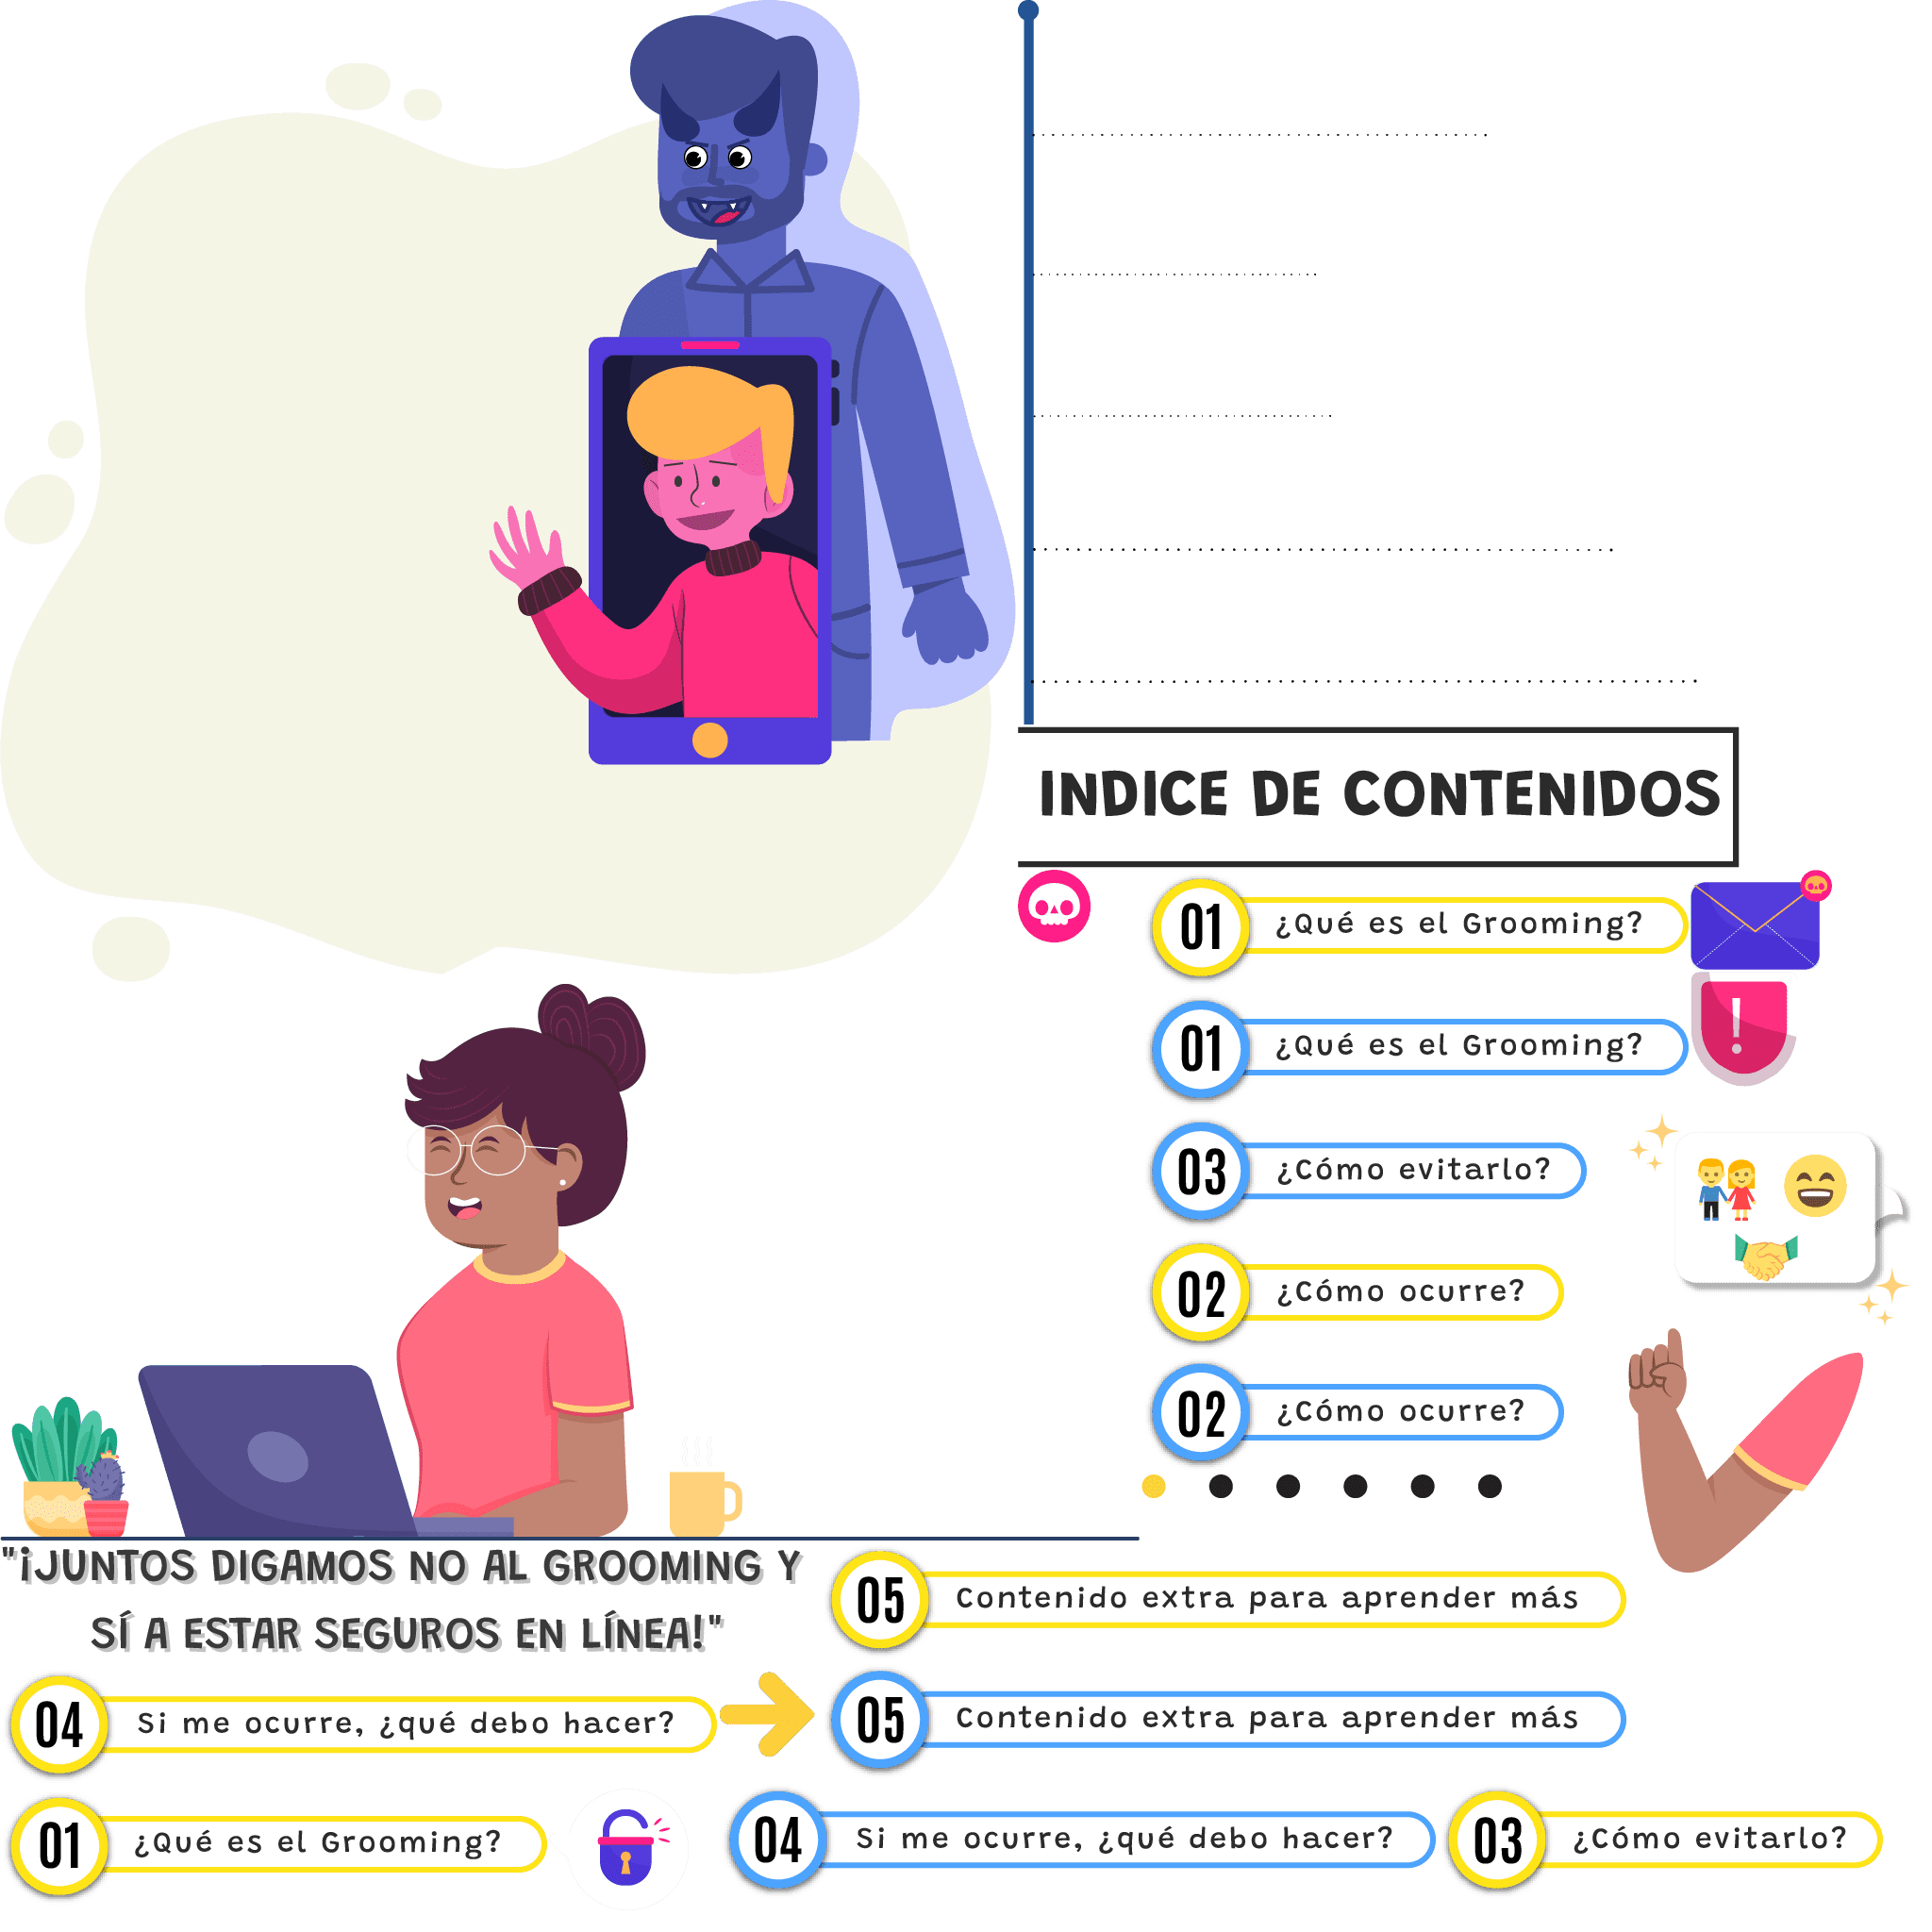 INDICE DE CONTENIDOS
01 ¿Qué es el Grooming?
01 ¿Qué es el Grooming?
!
03 ¿Cómo evitarlo?
02 ¿Cómo ocurre?
02 ¿Cómo ocurre?
"¡JUNTOS DIGAMOS NO AL GROOMING Y
SÍ A ESTAR SEGUROS EN LÍNEA!"
05 Contenido extra para aprender más
04 Si me ocurre, ¿qué debo hacer?
05 Contenido extra para aprender más
01 ¿Qué es el Grooming?
04 Si me ocurre, ¿qué debo hacer?
03 ¿Cómo evitarlo?